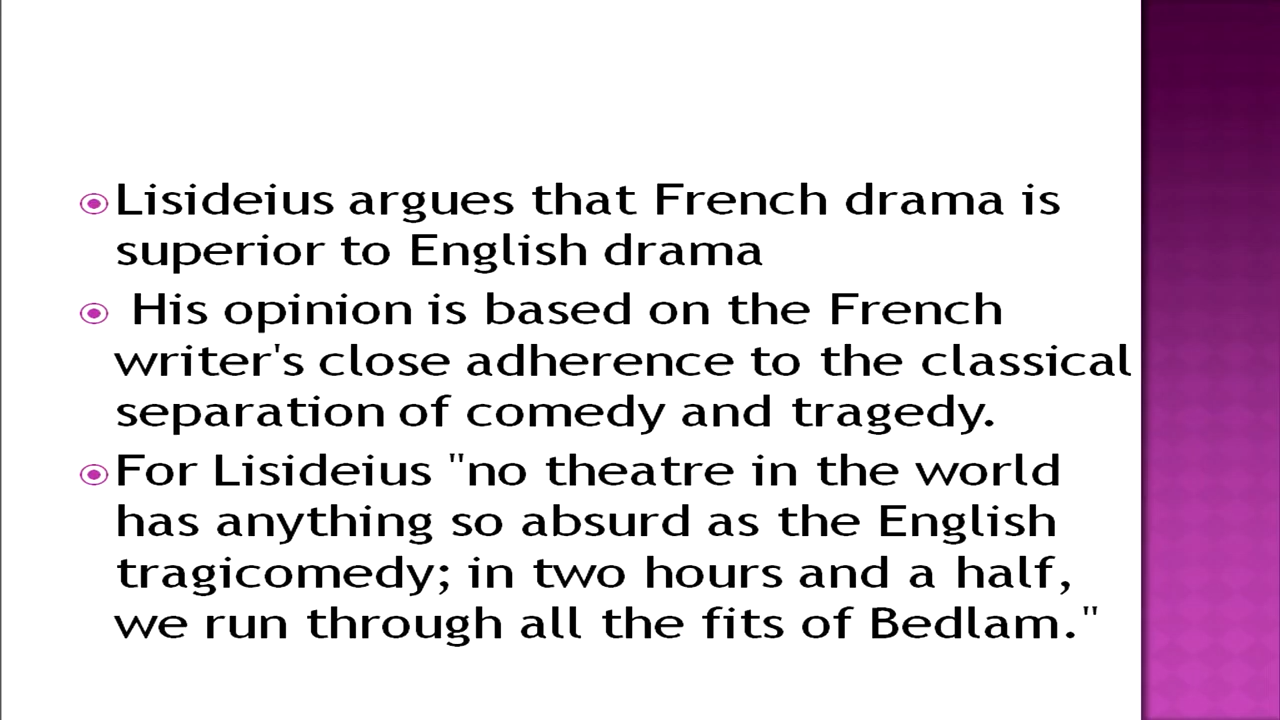 Lisideius argues that French drama is
superior to English drama
His opinion is based on the French
writer's close adherence to the classical
separation of comedy and tragedy.
For Lisideius "no theatre in the world
has anything so absurd as the English
tragicomedy; in two hours and a half,
we run through all the fits of Bedlam."